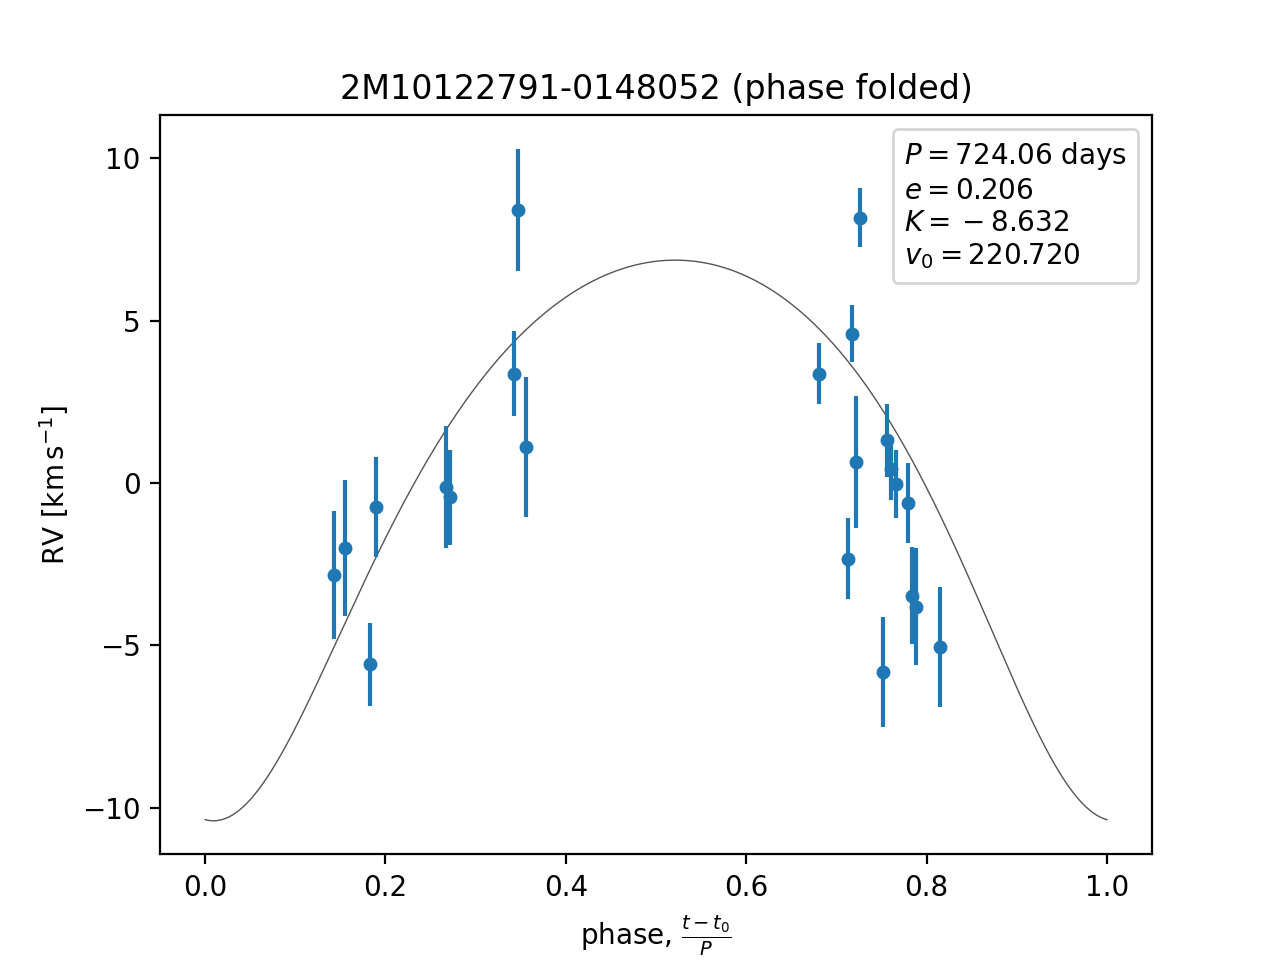 2M10122791-0148052 (phase folded)
P = 724.06 days
e = 0.206
K = −8.632
v₀ = 220.720
10
5
0
−5
−10
RV [km s⁻¹]
0.0 0.2 0.4 0.6 0.8 1.0
phase, (t − t₀)/P